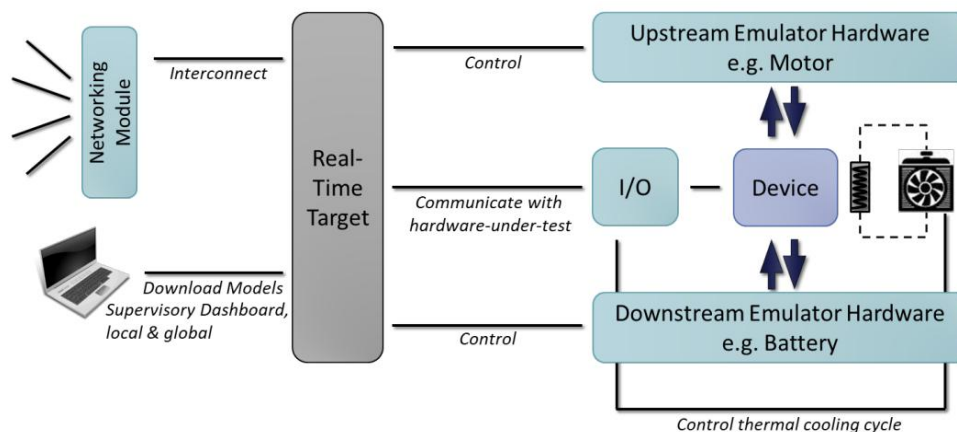 Networking
Module
Interconnect
Real-
Time
Target
Download Models
Supervisory Dashboard,
local & global
Control
Communicate with
hardware-under-test
Control
Upstream Emulator Hardware
e.g. Motor
I/O
Device
Downstream Emulator Hardware
e.g. Battery
Control thermal cooling cycle